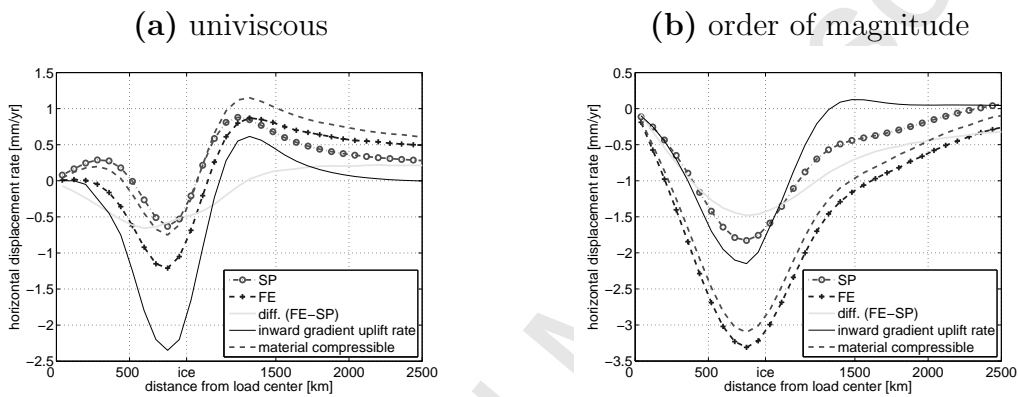 (a) univiscous
(b) order of magnitude
1.5
1
0.5
0
−0.5
−1
−1.5
−2
−2.5
horizontal displacement rate [mm/yr]
SP
FE
diff. (FE−SP)
inward gradient uplift rate
material compressible
0 500 ice 1500 2000 2500
distance from load center [km]
0.5
0
−0.5
−1
−1.5
−2
−2.5
−3
−3.5
horizontal displacement rate [mm/yr]
SP
FE
diff. (FE−SP)
inward gradient uplift rate
material compressible
0 500 ice 1500 2000 2500
distance from load center [km]